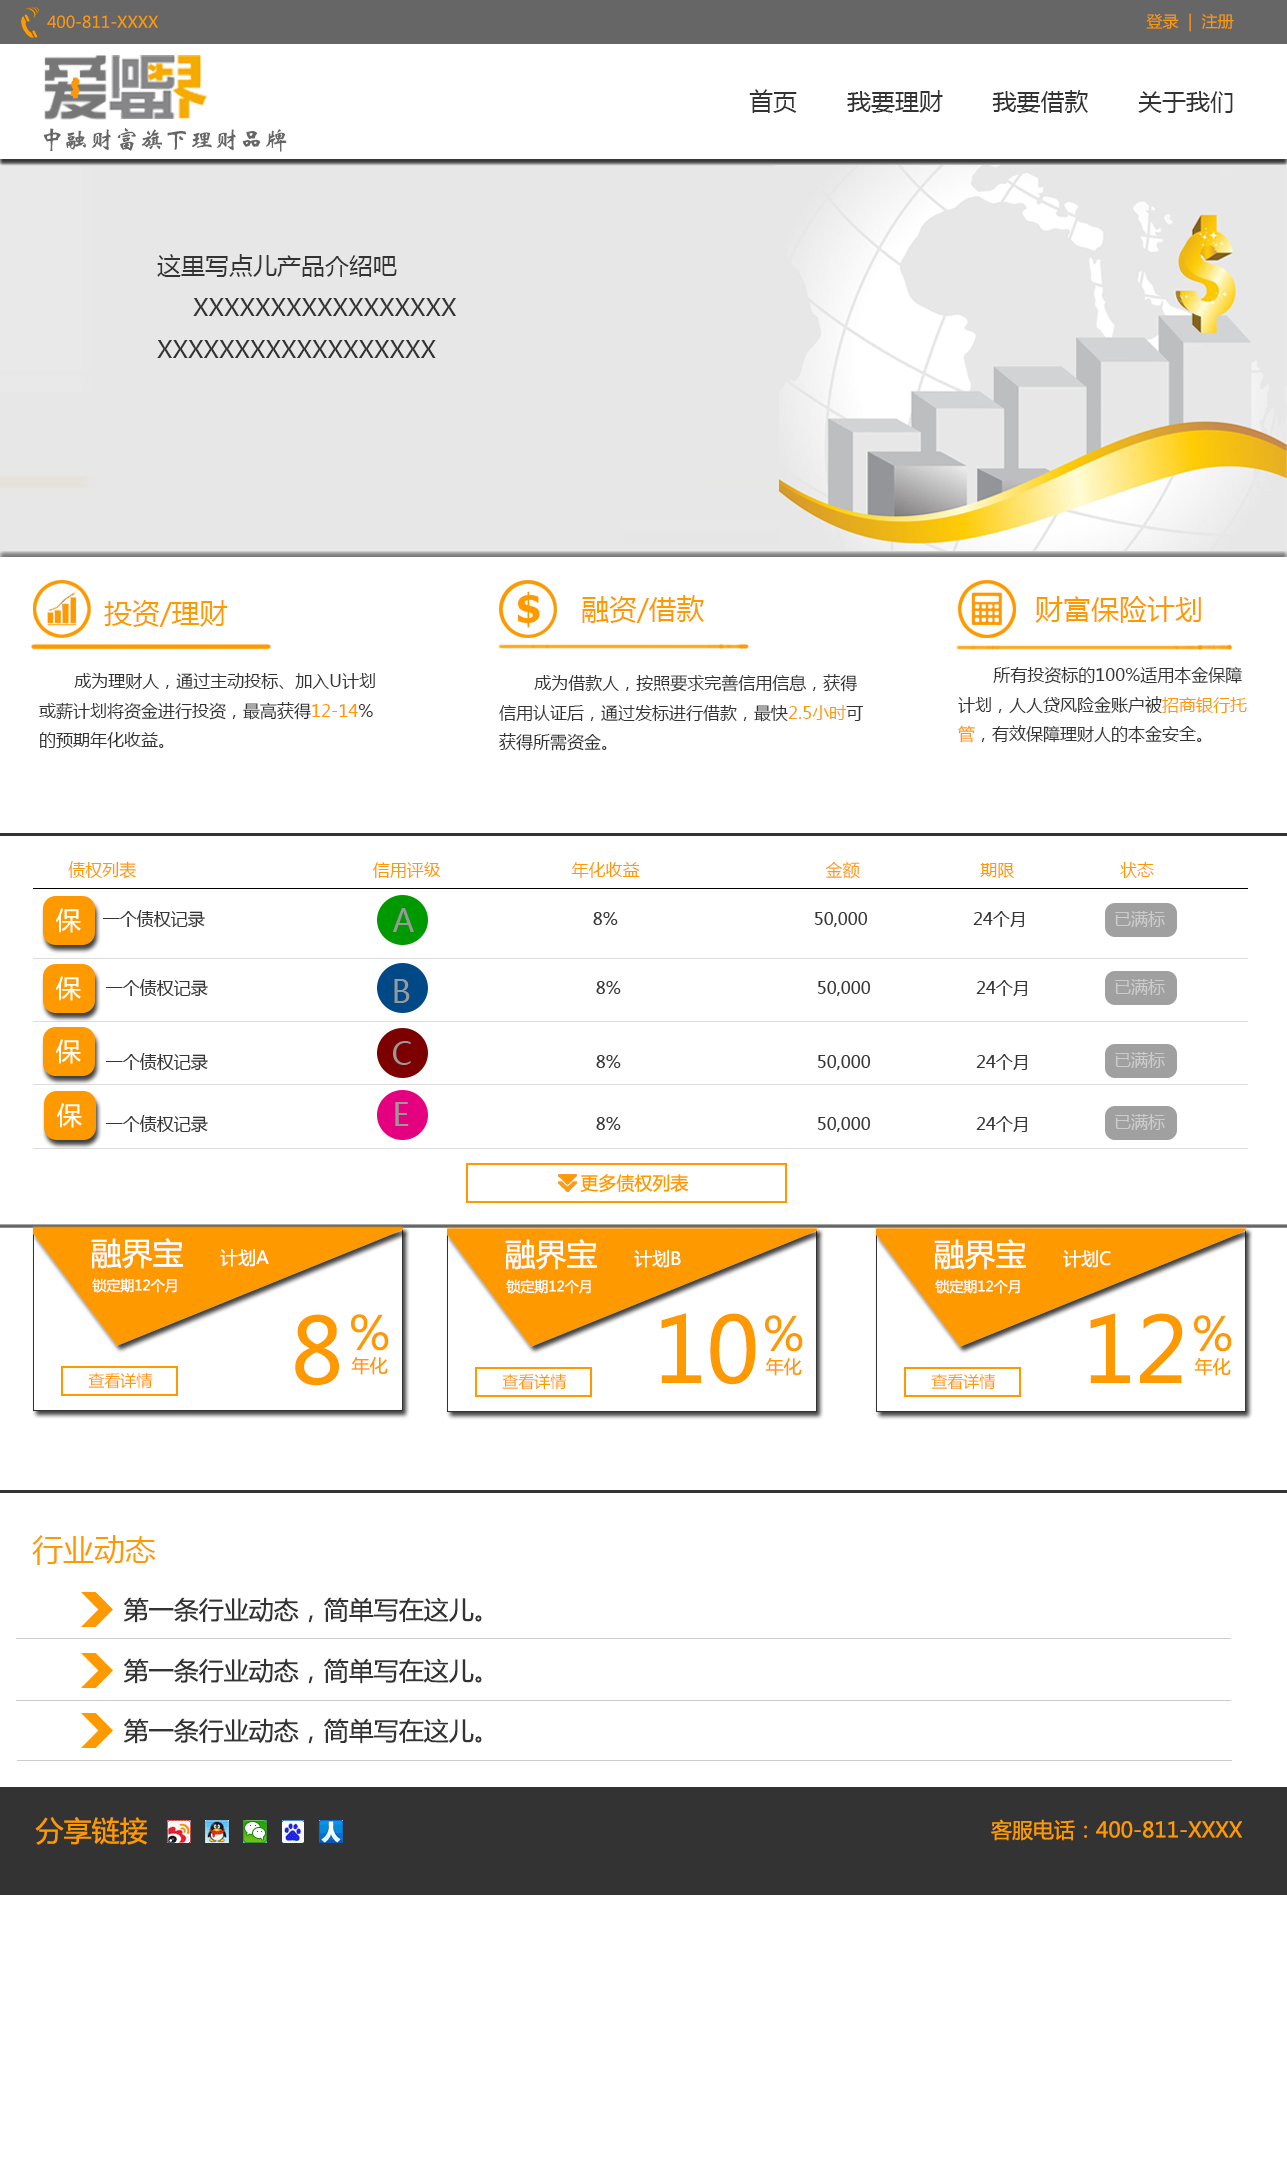 400-811-XXXX
登录 | 注册
中融财富旗下理财品牌
首页 我要理财 我要借款 关于我们
这里写点儿产品介绍吧
XXXXXXXXXXXXXXXXX
XXXXXXXXXXXXXXXXXX
投资/理财
成为理财人，通过主动投标、加入U计划
或薪计划将资金进行投资，最高获得12-14%
的预期年化收益。
融资/借款
成为借款人，按照要求完善信用信息，获得
信用认证后，通过发标进行借款，最快2.5小时可
获得所需资金。
财富保险计划
所有投资标的100%适用本金保障
计划，人人贷风险金账户被招商银行托
管，有效保障理财人的本金安全。
债权列表 信用评级 年化收益 金额 期限 状态
保 一个债权记录 A 8% 50,000 24个月 已满标
保 一个债权记录 B 8% 50,000 24个月 已满标
保 一个债权记录 C 8% 50,000 24个月 已满标
保 一个债权记录 E 8% 50,000 24个月 已满标
更多债权列表
融界宝 计划A
锁定期12个月
8%
年化
查看详情
融界宝 计划B
锁定期12个月
10%
年化
查看详情
融界宝 计划C
锁定期12个月
12%
年化
查看详情
行业动态
第一条行业动态，简单写在这儿。
第一条行业动态，简单写在这儿。
第一条行业动态，简单写在这儿。
分享链接
客服电话：400-811-XXXX